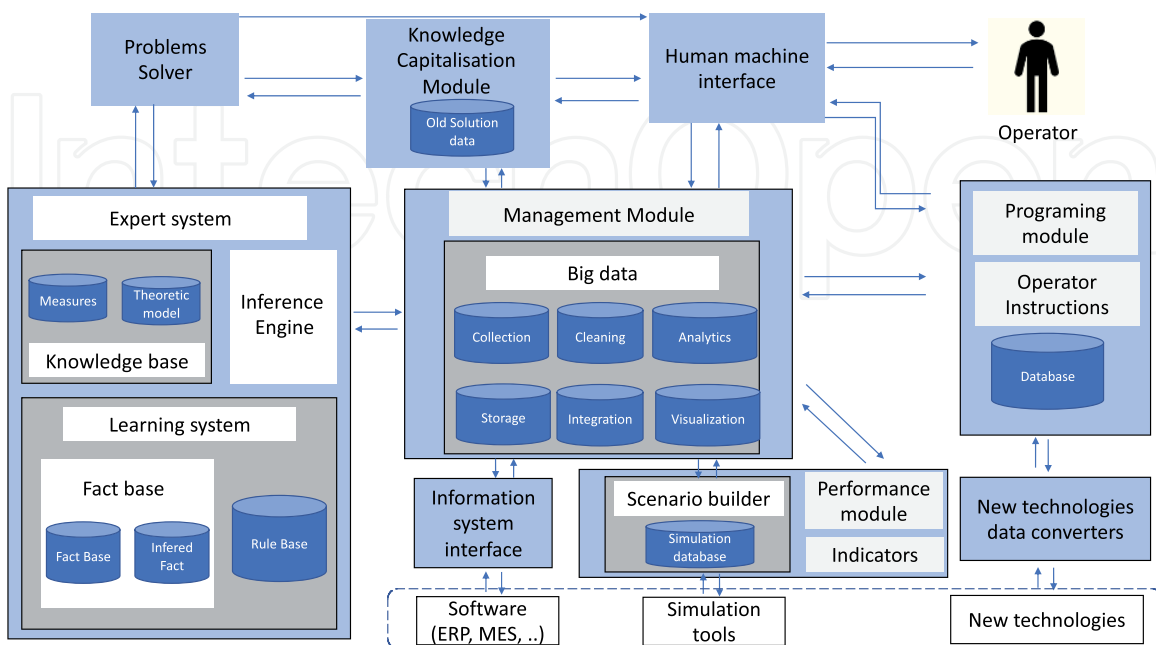 Problems
Solver
Knowledge
Capitalisation
Module
Old Solution
data
Human machine
interface
Operator
Expert system
Measures
Theoretic
model
Knowledge base
Inference
Engine
Learning system
Fact base
Fact Base
Infered
Fact
Rule Base
Management Module
Big data
Collection
Cleaning
Analytics
Storage
Integration
Visualization
Programing
module
Operator
Instructions
Database
Information
system
interface
Scenario builder
Simulation
database
Performance
module
Indicators
New technologies
data converters
Software
(ERP, MES, ..)
Simulation
tools
New technologies
IntechOpen